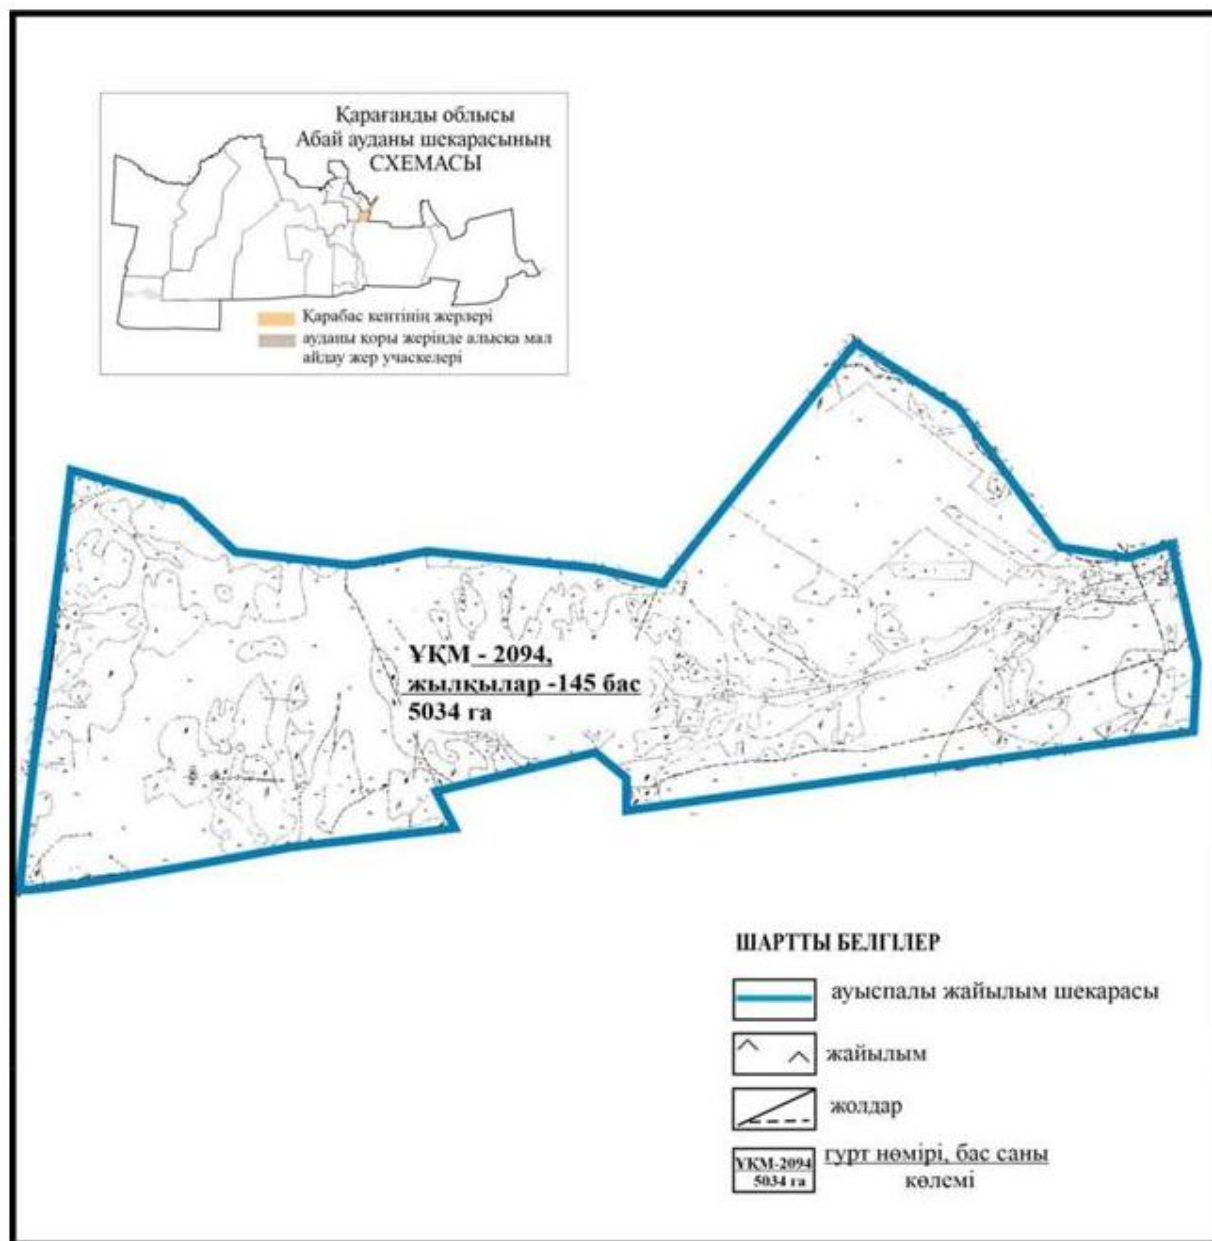 Қарағанды облысы
Абай ауданы шекарасының
СХЕМАСЫ
Қарабас кентінің жерлері
ауданы қоры жерінде алысқа мал
айдау жер учаскелері
ҰҚМ - 2094,
жылқылар -145 бас
5034 га
ШАРТТЫ БЕЛГІЛЕР
ауыспалы жайылым шекарасы
жайылым
жолдар
ҰҚМ-2094
5034 га
гурт нөмірі, бас саны
көлемі